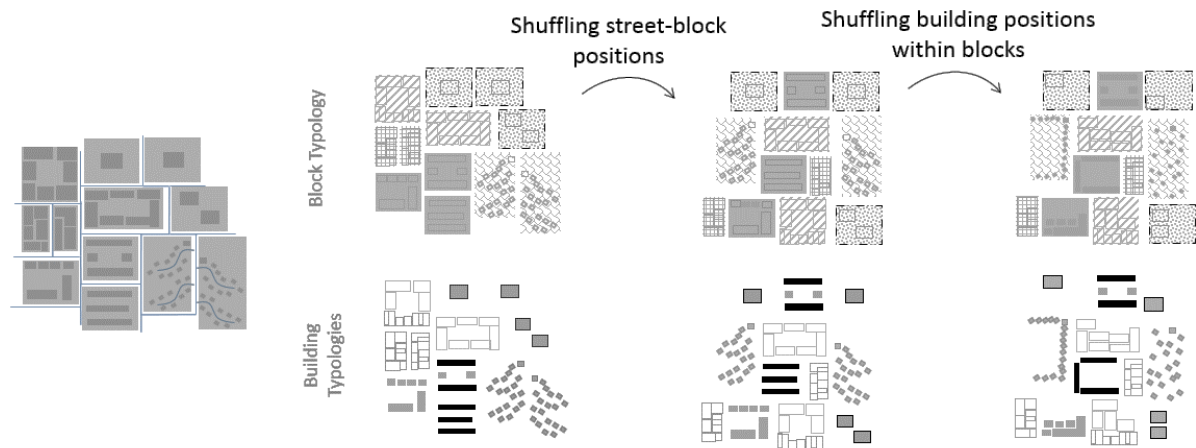 Shuffling street-block
positions
Shuffling building positions
within blocks
Block Typology
Building
Typologies